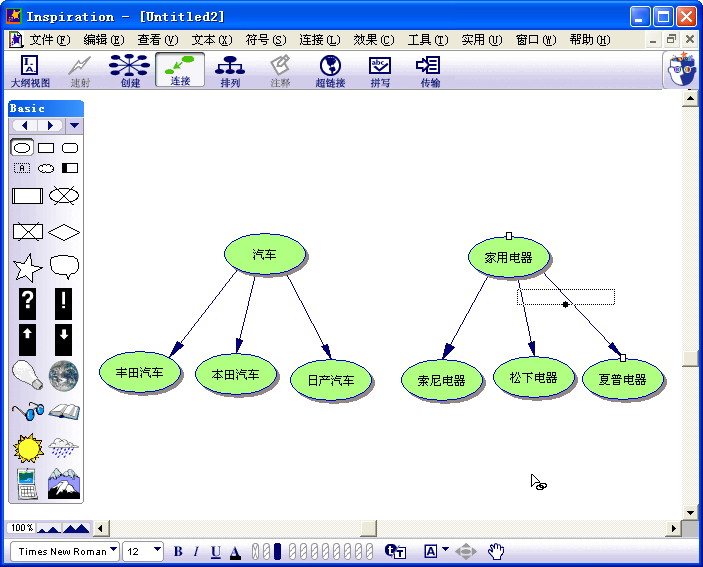 Inspiration - [Untitled2]
文件(F) 编辑(E) 查看(V) 文本(X) 符号(S) 连接(L) 效果(C) 工具(T) 实用(U) 窗口(W) 帮助(H)
大纲视图 速射 创建 连接 排列 注释 超链接 拼写 传输
Basic
汽车
家用电器
丰田汽车
本田汽车
日产汽车
索尼电器
松下电器
夏普电器
100%
Times New Roman 12 B I U A